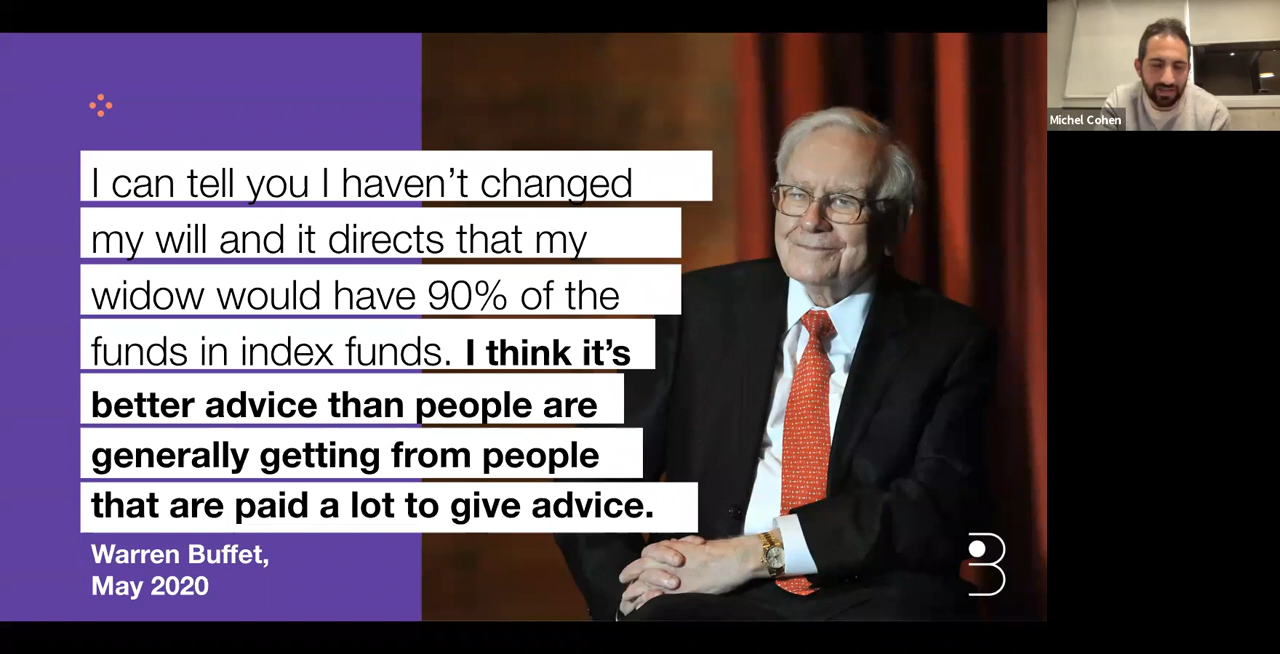 I can tell you I haven’t changed
my will and it directs that my
widow would have 90% of the
funds in index funds. I think it’s
better advice than people are
generally getting from people
that are paid a lot to give advice.
Warren Buffet,
May 2020
Michel Cohen